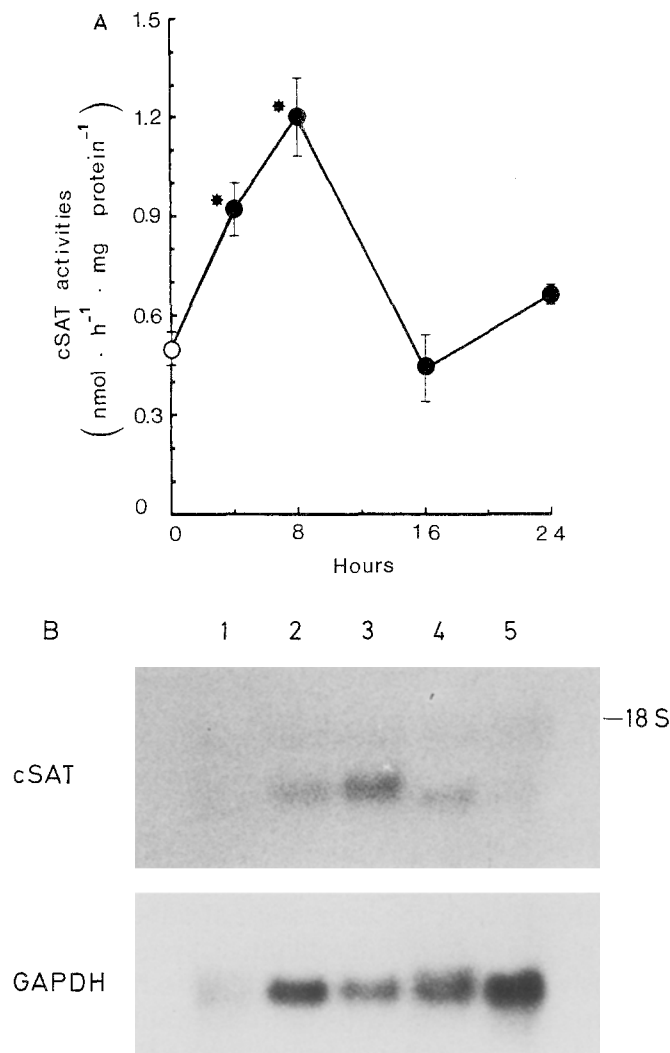 A
1.5
1.2
0.9
0.6
0.3
0
cSAT activities
(nmol · h⁻¹ · mg protein⁻¹)
*
*
0 8 16 24
Hours
B 1 2 3 4 5
–18 S
cSAT
GAPDH